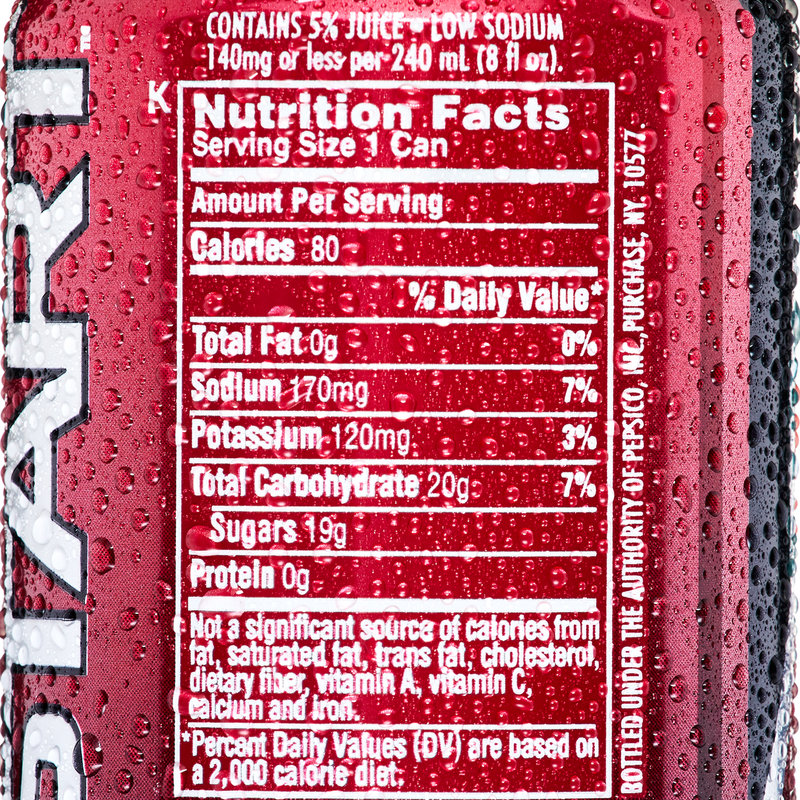 CONTAINS 5% JUICE • LOW SODIUM
140mg or less per 240 mL (8 fl oz).
K
Nutrition Facts
Serving Size 1 Can
Amount Per Serving
Calories 80
% Daily Value*
Total Fat 0g 0%
Sodium 170mg 7%
Potassium 120mg 3%
Total Carbohydrate 20g 7%
Sugars 19g
Protein 0g
Not a significant source of calories from
fat, saturated fat, trans fat, cholesterol,
dietary fiber, vitamin A, vitamin C,
calcium and iron.
*Percent Daily Values (DV) are based on
a 2,000 calorie diet.
BOTTLED UNDER THE AUTHORITY OF PEPSICO, INC., PURCHASE, NY. 10577.
START™